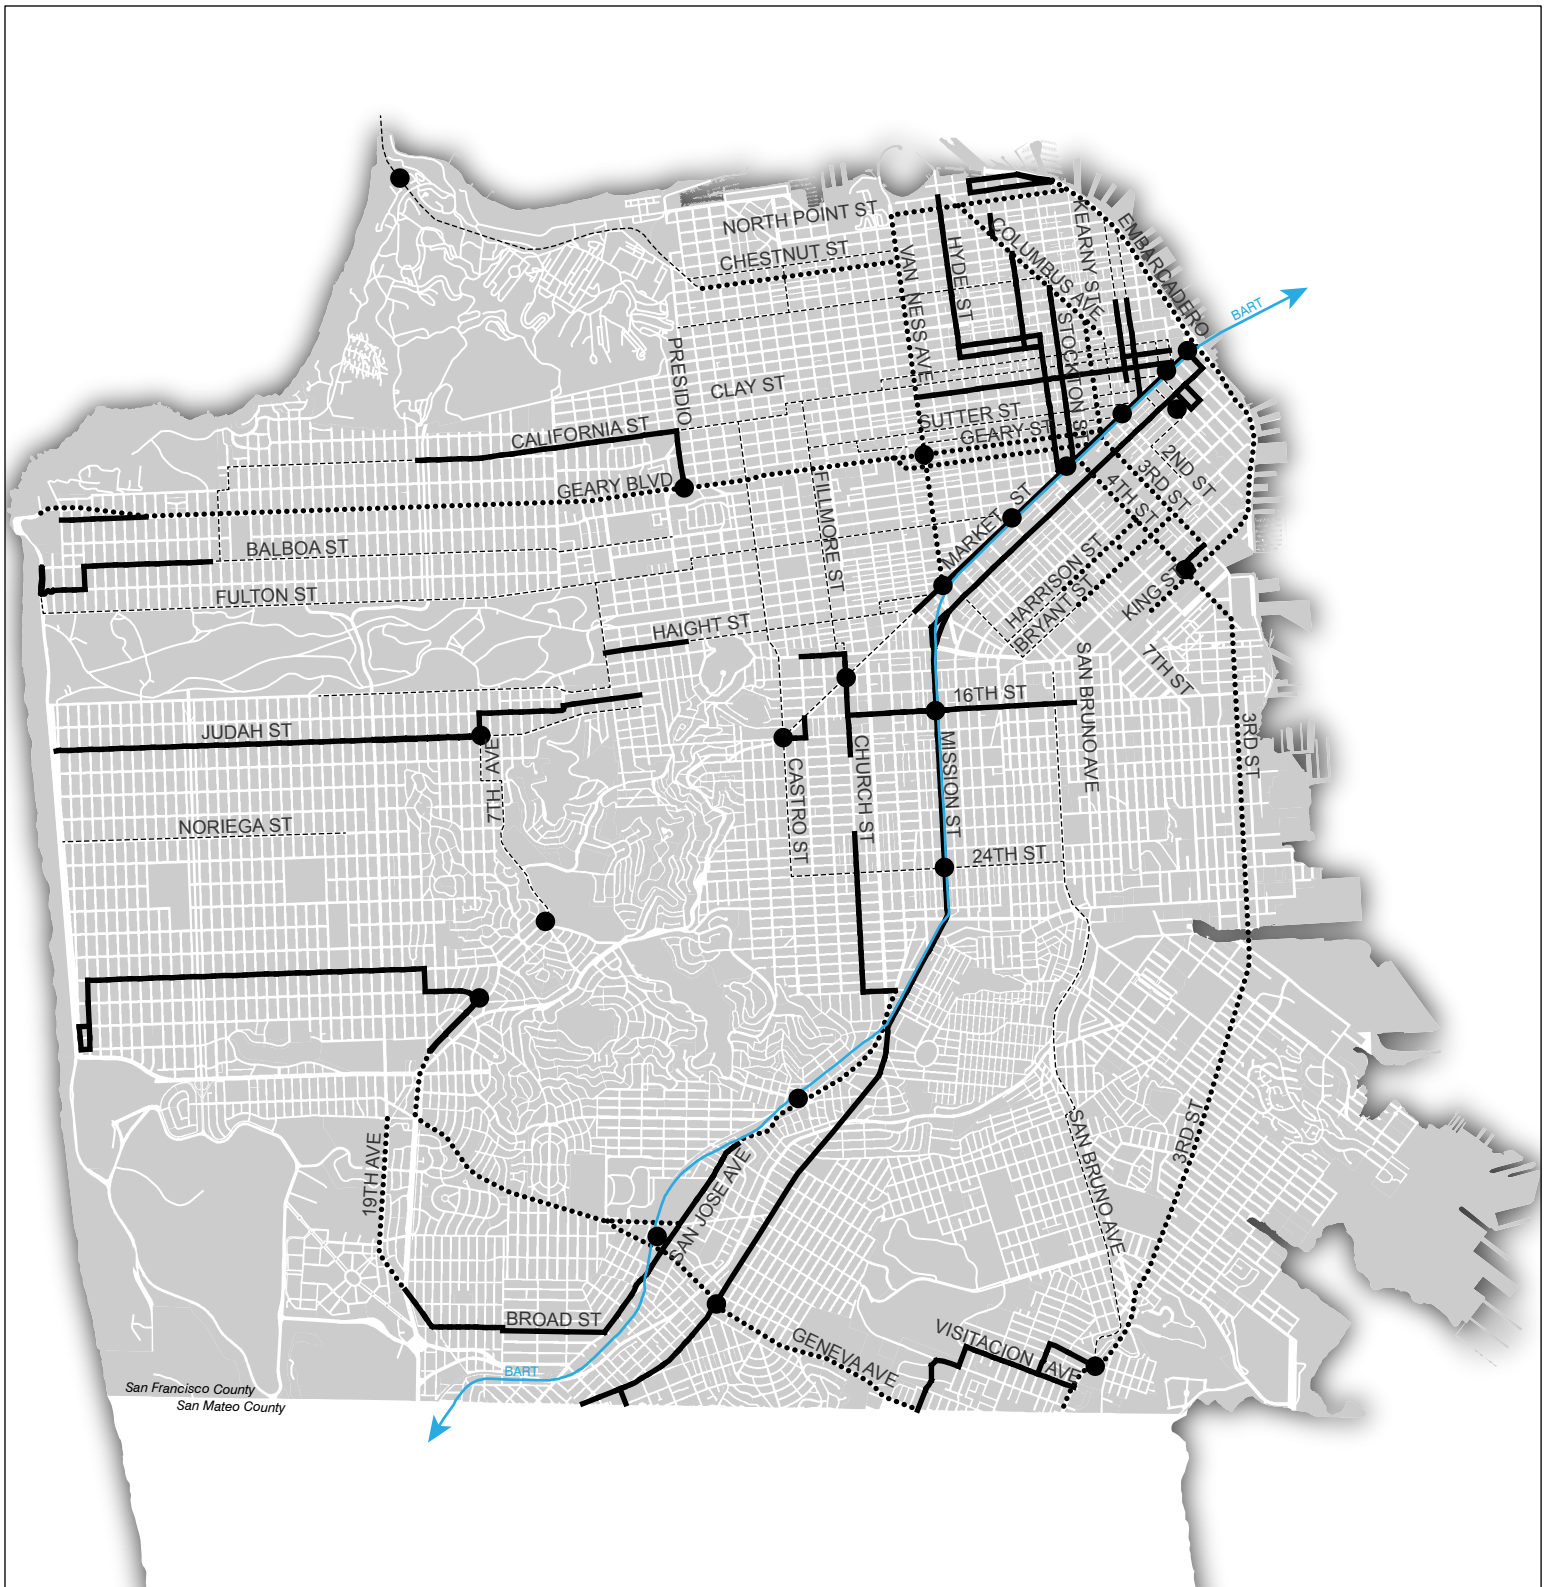 NORTH POINT ST
CHESTNUT ST
VAN NESS AVE
HYDE ST
COLUMBUS AVE
KEARNY ST
EMBARCADERO
BART
STOCKTON ST
PRESIDIO
CLAY ST
CALIFORNIA ST
SUTTER ST
GEARY ST
GEARY BLVD
2ND ST
3RD ST
4TH ST
FILLMORE ST
MARKET ST
BALBOA ST
FULTON ST
HARRISON ST
BRYANT ST
KING ST
HAIGHT ST
7TH ST
SAN BRUNO AVE
16TH ST
JUDAH ST
7TH AVE
3RD ST
MISSION ST
CHURCH ST
CASTRO ST
NORIEGA ST
24TH ST
19TH AVE
SAN JOSE AVE
SAN BRUNO AVE
3RD ST
BROAD ST
GENEVA AVE
VISITACION AVE
BART
San Francisco County
San Mateo County